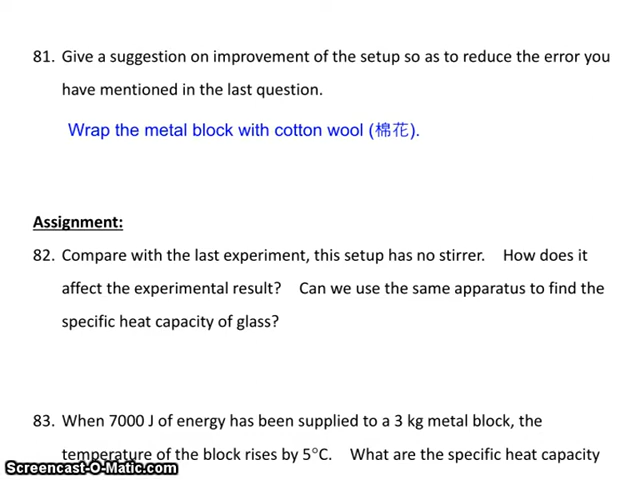 81. Give a suggestion on improvement of the setup so as to reduce the error you
have mentioned in the last question.
Wrap the metal block with cotton wool (棉花).
Assignment:
82. Compare with the last experiment, this setup has no stirrer. How does it
affect the experimental result? Can we use the same apparatus to find the
specific heat capacity of glass?
83. When 7000 J of energy has been supplied to a 3 kg metal block, the
temperature of the block rises by 5°C. What are the specific heat capacity
Screencast-O-Matic.com